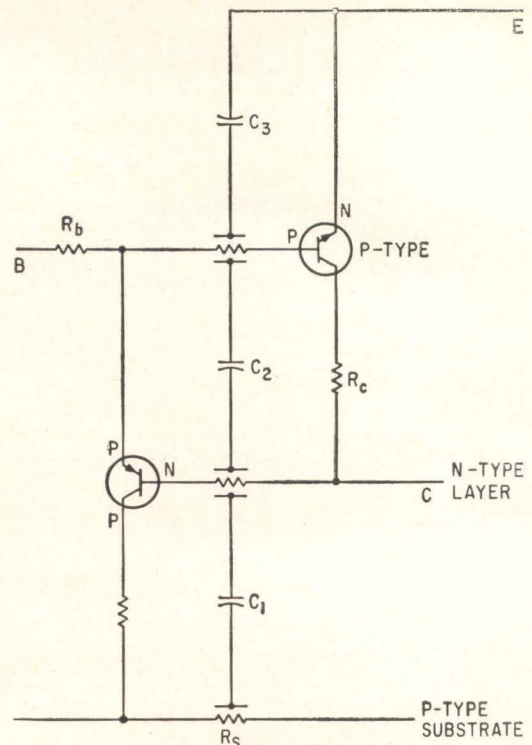 E
C3
N
Rb
P
P-TYPE
B
C2
Rc
P
N
N-TYPE
LAYER
C
P
C1
P-TYPE
SUBSTRATE
Rs